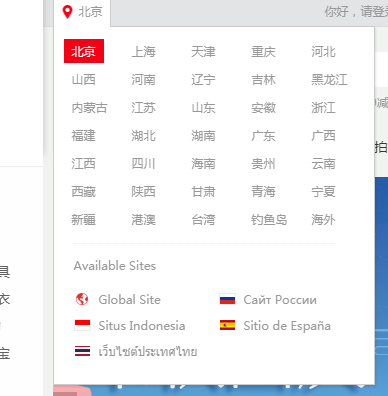 北京 你好，请登
北京 上海 天津 重庆 河北
山西 河南 辽宁 吉林 黑龙江
内蒙古 江苏 山东 安徽 浙江
减
福建 湖北 湖南 广东 广西
拍
江西 四川 海南 贵州 云南
西藏 陕西 甘肃 青海 宁夏
新疆 港澳 台湾 钓鱼岛 海外
Available Sites
具
Global Site Сайт России
衣
Situs Indonesia Sitio de España
宝
เว็บไซต์ประเทศไทย